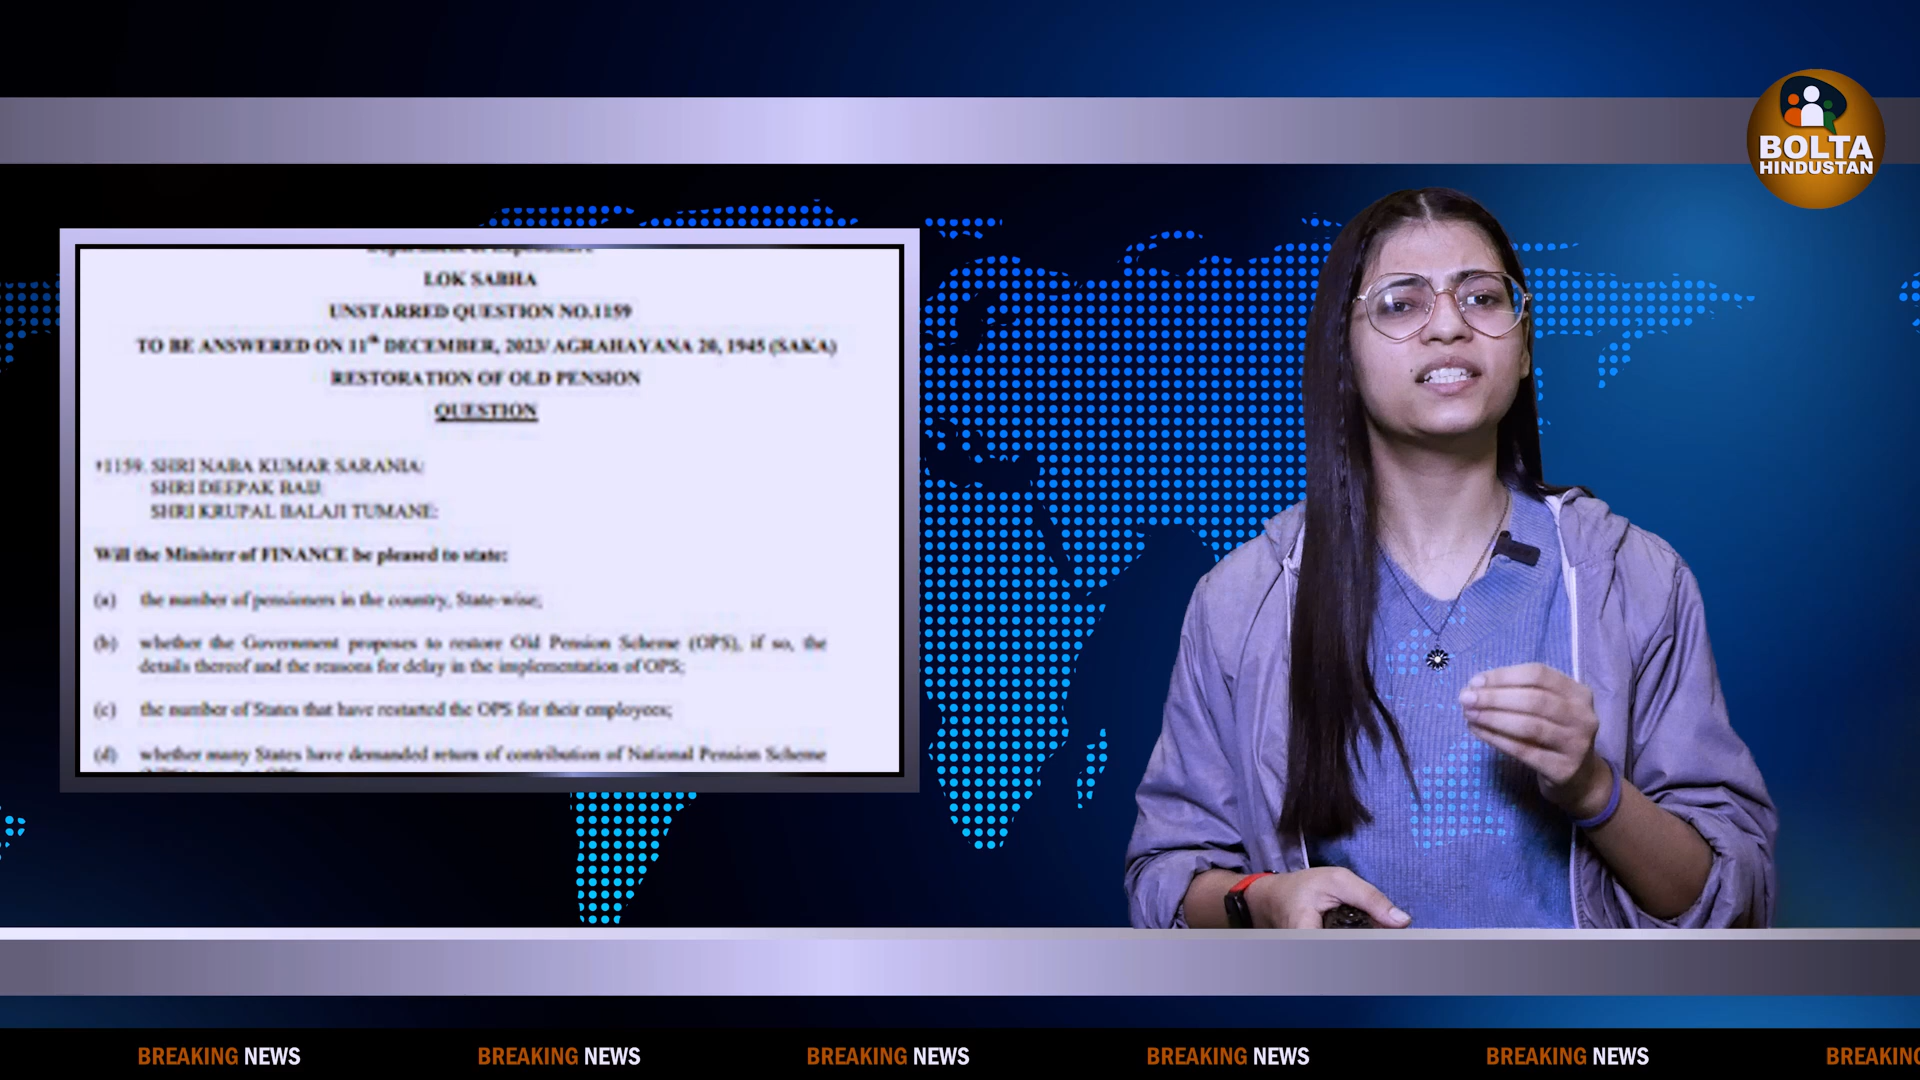 BOLTA
HINDUSTAN
LOK SABHA
UNSTARRED QUESTION NO.1159
TO BE ANSWERED ON 11th DECEMBER, 2023/ AGRAHAYANA 20, 1945 (SAKA)
RESTORATION OF OLD PENSION
QUESTION
†1159. SHRI NABA KUMAR SARANIA:
SHRI DEEPAK BAIJ:
SHRI KRUPAL BALAJI TUMANE:
Will the Minister of FINANCE be pleased to state:
(a) the number of pensioners in the country, State-wise;
(b) whether the Government proposes to restore Old Pension Scheme (OPS), if so, the
details thereof and the reasons for delay in the implementation of OPS;
(c) the number of States that have restarted the OPS for their employees;
(d) whether many States have demanded return of contribution of National Pension Scheme
BREAKING NEWS BREAKING NEWS BREAKING NEWS BREAKING NEWS BREAKING NEWS BREAKING